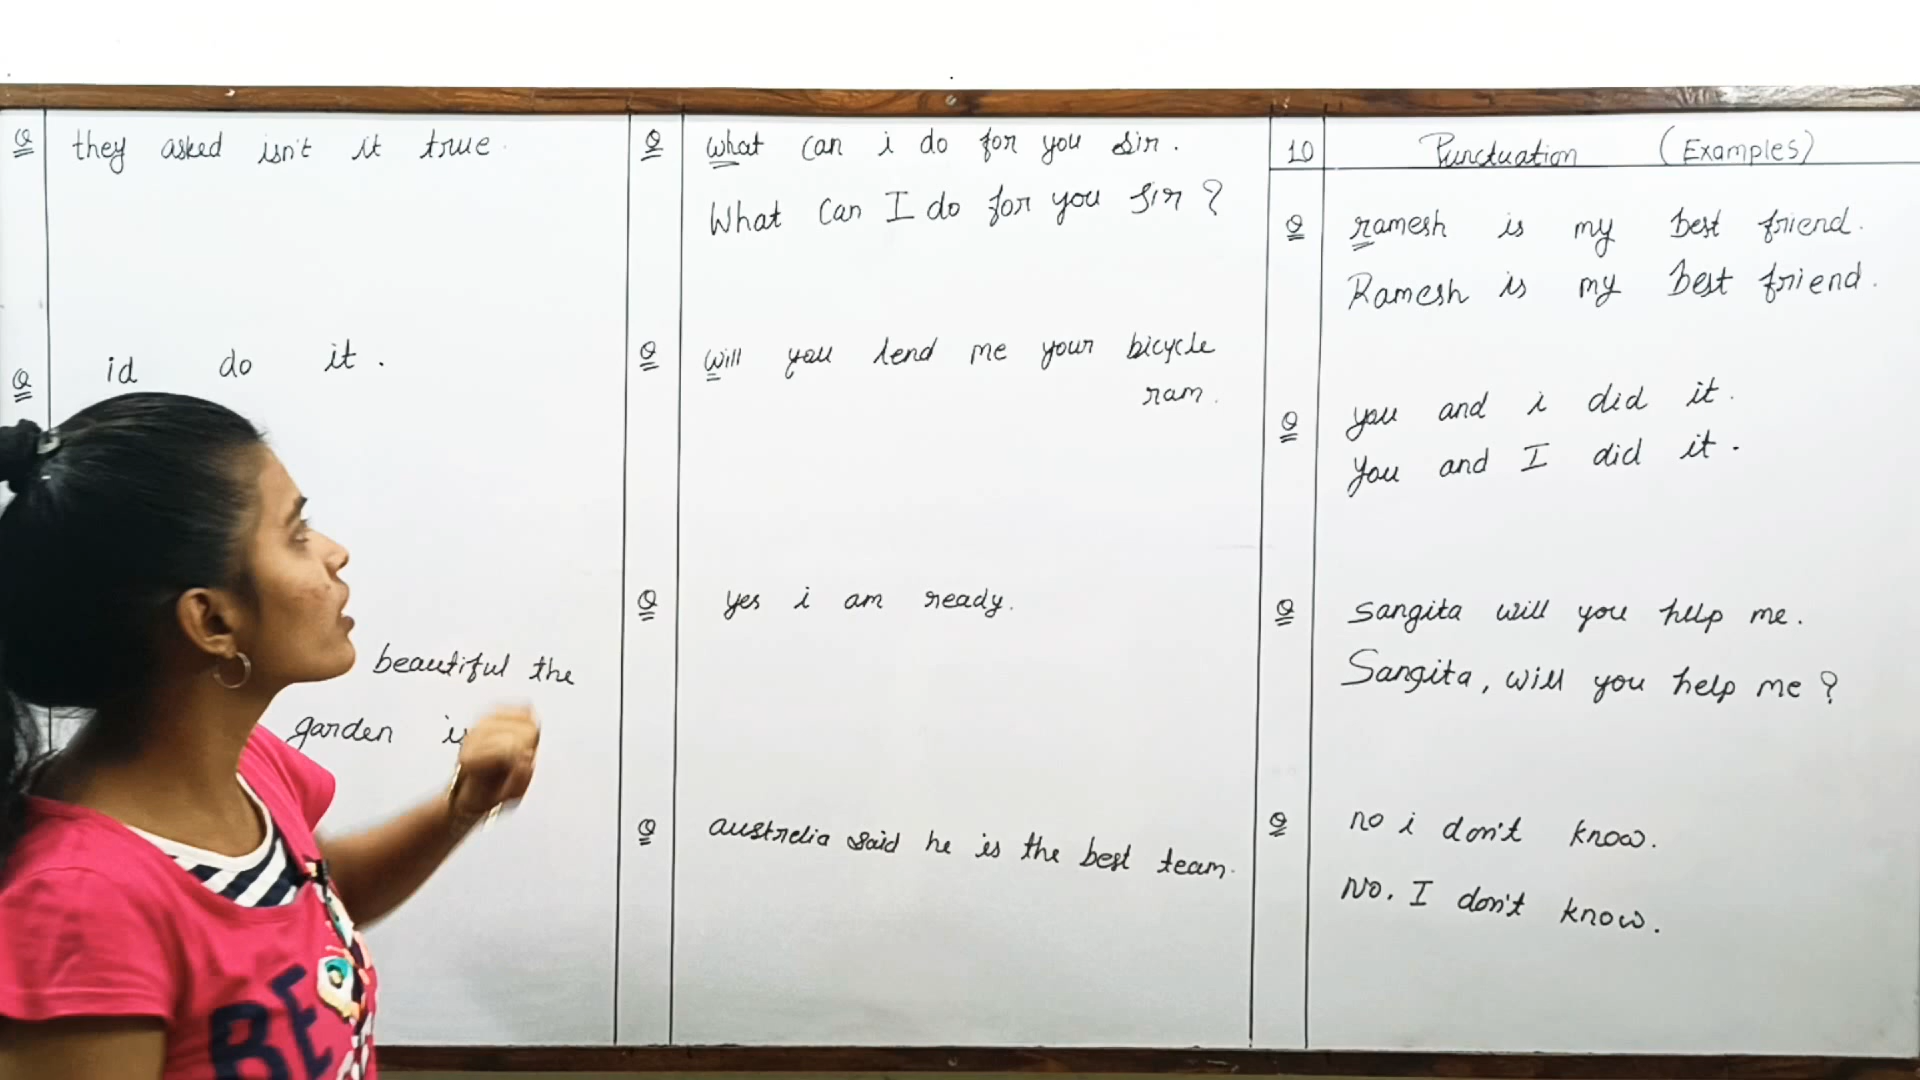 Q they asked isn't it true.
Q id do it.
beautiful the
garden is
Q What can i do for you sir.
What can I do for you sir ?
Q will you lend me your bicycle
ram.
Q yes i am ready.
Q australia said he is the best team.
10 Punctuation (Examples)
Q ramesh is my best friend.
Ramesh is my best friend.
Q you and i did it.
You and I did it.
Q sangita will you help me.
Sangita, will you help me ?
Q no i don't know.
No. I don't know.
BE